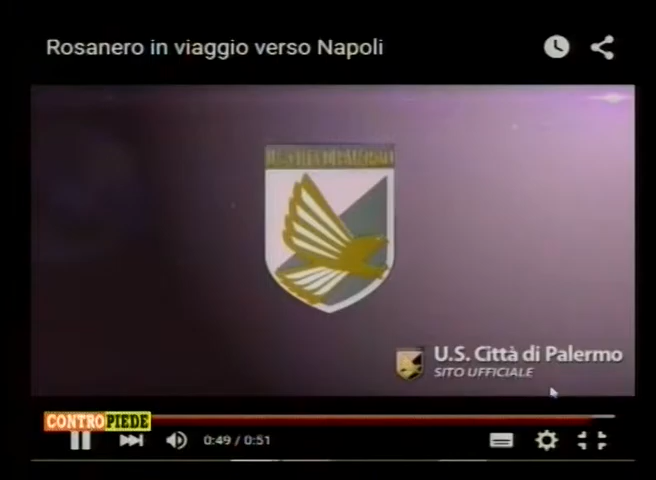 Rosanero in viaggio verso Napoli
U.S. Città di Palermo
SITO UFFICIALE
CONTROPIEDE
0:49 / 0:51